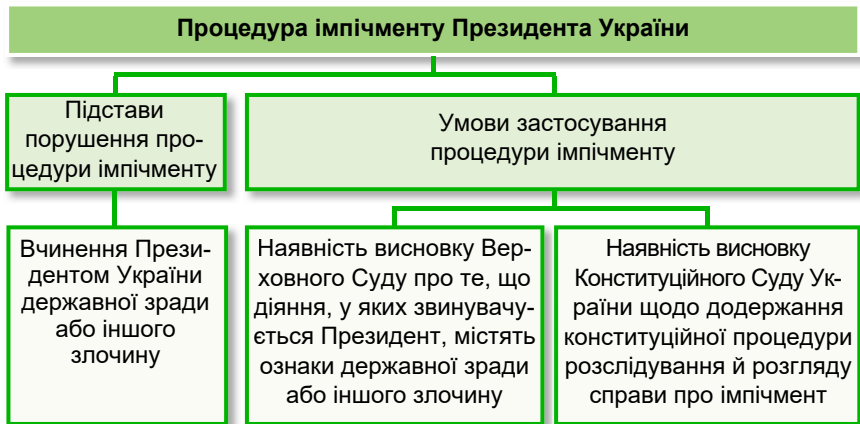 Процедура імпічменту Президента України
Підстави
порушення про-
цедури імпічменту
Умови застосування
процедури імпічменту
Вчинення Прези-
дентом України
державної зради
або іншого
злочину
Наявність висновку Вер-
ховного Суду про те, що
діяння, у яких звинувачу-
ється Президент, містять
ознаки державної зради
або іншого злочину
Наявність висновку
Конституційного Суду Ук-
раїни щодо додержання
конституційної процедури
розслідування й розгляду
справи про імпічмент